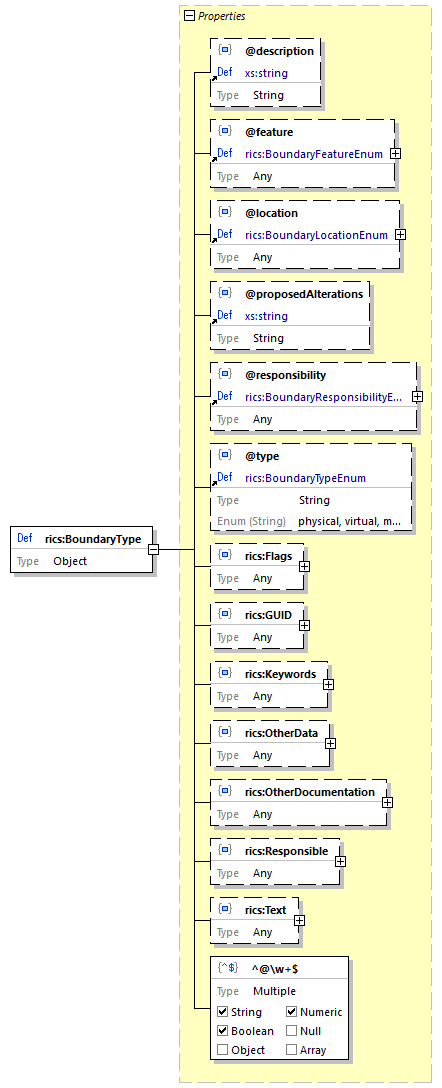 Properties
@description
Def xs:string
Type String
@feature
Def rics:BoundaryFeatureEnum
Type Any
@location
Def rics:BoundaryLocationEnum
Type Any
@proposedAlterations
Def xs:string
Type String
@responsibility
Def rics:BoundaryResponsibilityE...
Type Any
@type
Def rics:BoundaryTypeEnum
Type String
Enum (String) physical, virtual, m...
Def rics:BoundaryType
Type Object
rics:Flags
Type Any
rics:GUID
Type Any
rics:Keywords
Type Any
rics:OtherData
Type Any
rics:OtherDocumentation
Type Any
rics:Responsible
Type Any
rics:Text
Type Any
{^$} ^@\w+$
Type Multiple
String Numeric
Boolean Null
Object Array